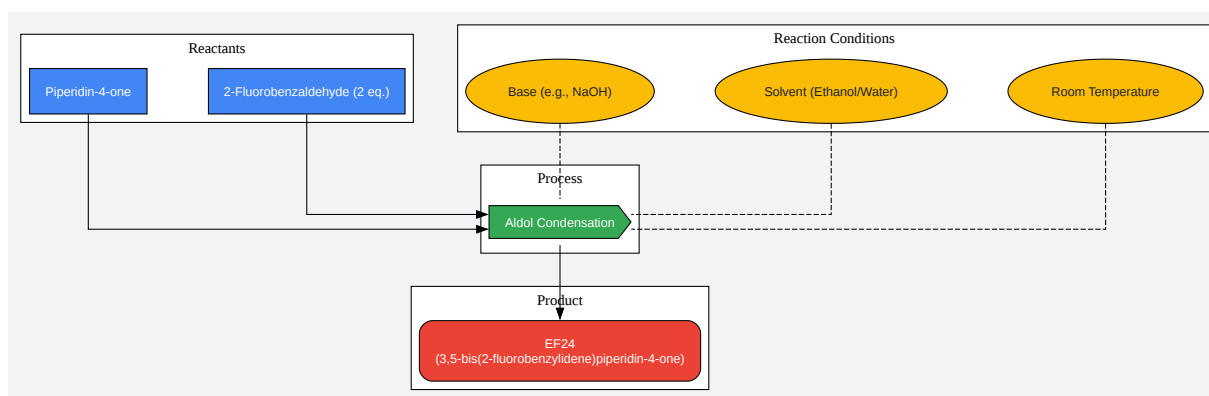 Reactants
Reaction Conditions
Piperidin-4-one
2-Fluorobenzaldehyde (2 eq.)
Base (e.g., NaOH)
Solvent (Ethanol/Water)
Room Temperature
Process
Aldol Condensation
Product
EF24
(3,5-bis(2-fluorobenzylidene)piperidin-4-one)